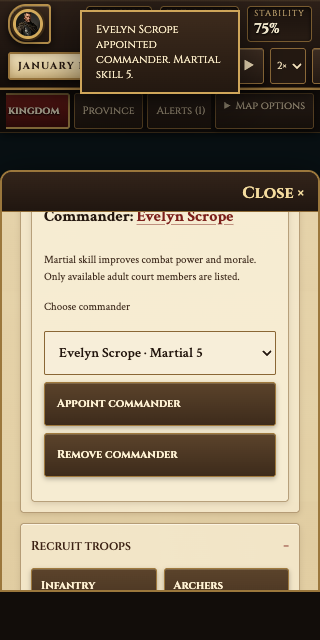 Evelyn Scrope
appointed
commander. Martial
skill 5.
Stability
75%
January
2×
Kingdom
Province
Alerts (1)
▶ Map options
Close ×
Commander: Evelyn Scrope
Martial skill improves combat power and morale.
Only available adult court members are listed.
Choose commander
Evelyn Scrope · Martial 5
Appoint commander
Remove commander
Recruit troops
−
Infantry
Archers